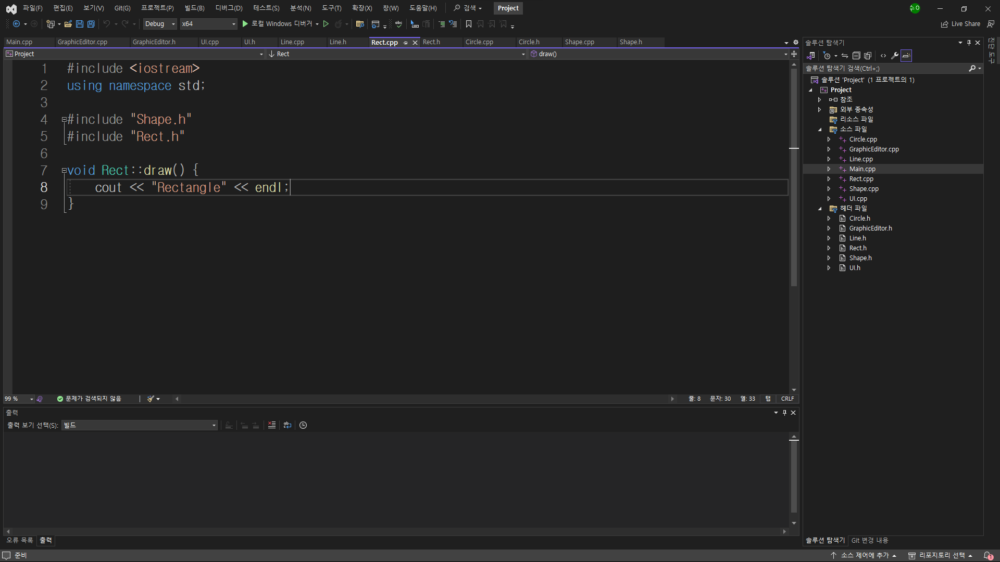 파일(F) 편집(E) 보기(V) Git(G) 프로젝트(P) 빌드(B) 디버그(D) 테스트(S) 분석(N) 도구(T) 확장(X) 창(W) 도움말(H) 검색 Project
Debug x64 로컬 Windows 디버거 Live Share
Main.cpp GraphicEditor.cpp GraphicEditor.h UI.cpp UI.h Line.cpp Line.h Rect.cpp Rect.h Circle.cpp Circle.h Shape.cpp Shape.h
Project Rect draw()
1 #include <iostream>
2 using namespace std;
3
4 #include "Shape.h"
5 #include "Rect.h"
6
7 void Rect::draw() {
8 cout << "Rectangle" << endl;
9 }
99 % 문제가 검색되지 않음 줄: 8 문자: 30 열: 33 탭 CRLF
출력
출력 보기 선택(S): 빌드
오류 목록 출력
솔루션 탐색기
솔루션 탐색기 검색(Ctrl+;)
솔루션 'Project' (1 프로젝트의 1)
Project
참조
외부 종속성
리소스 파일
소스 파일
Circle.cpp
GraphicEditor.cpp
Line.cpp
Main.cpp
Rect.cpp
Shape.cpp
UI.cpp
헤더 파일
Circle.h
GraphicEditor.h
Line.h
Rect.h
Shape.h
UI.h
솔루션 탐색기 Git 변경 내용
진단 도구
준비 소스 제어에 추가 리포지토리 선택 1